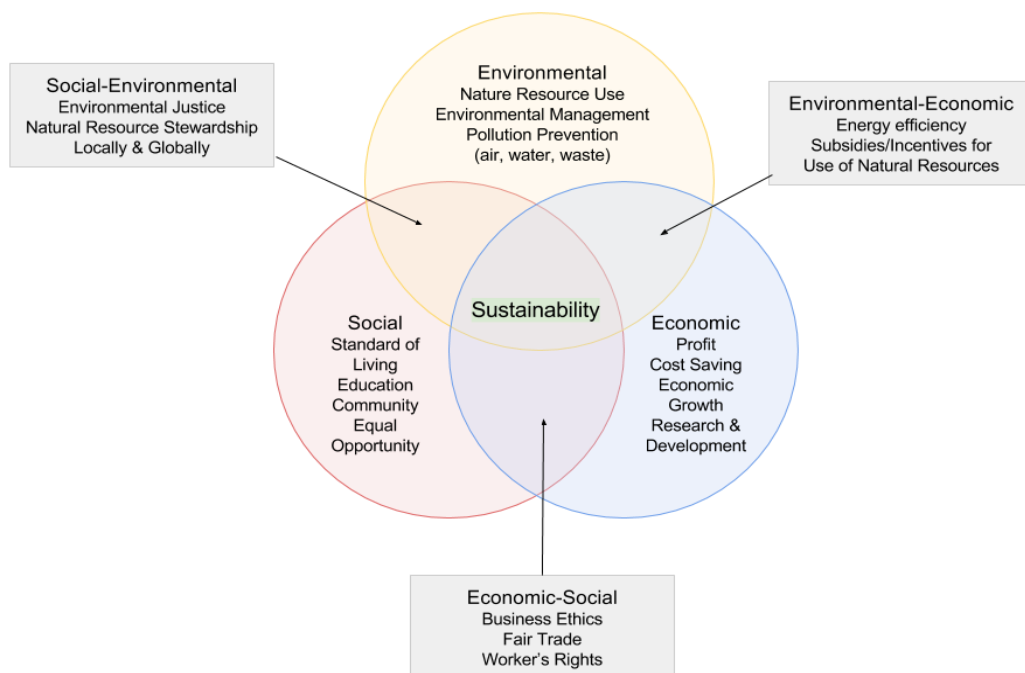 Social-Environmental
Environmental Justice
Natural Resource Stewardship
Locally & Globally
Environmental
Nature Resource Use
Environmental Management
Pollution Prevention
(air, water, waste)
Environmental-Economic
Energy efficiency
Subsidies/Incentives for
Use of Natural Resources
Sustainability
Social
Standard of
Living
Education
Community
Equal
Opportunity
Economic
Profit
Cost Saving
Economic
Growth
Research &
Development
Economic-Social
Business Ethics
Fair Trade
Worker's Rights